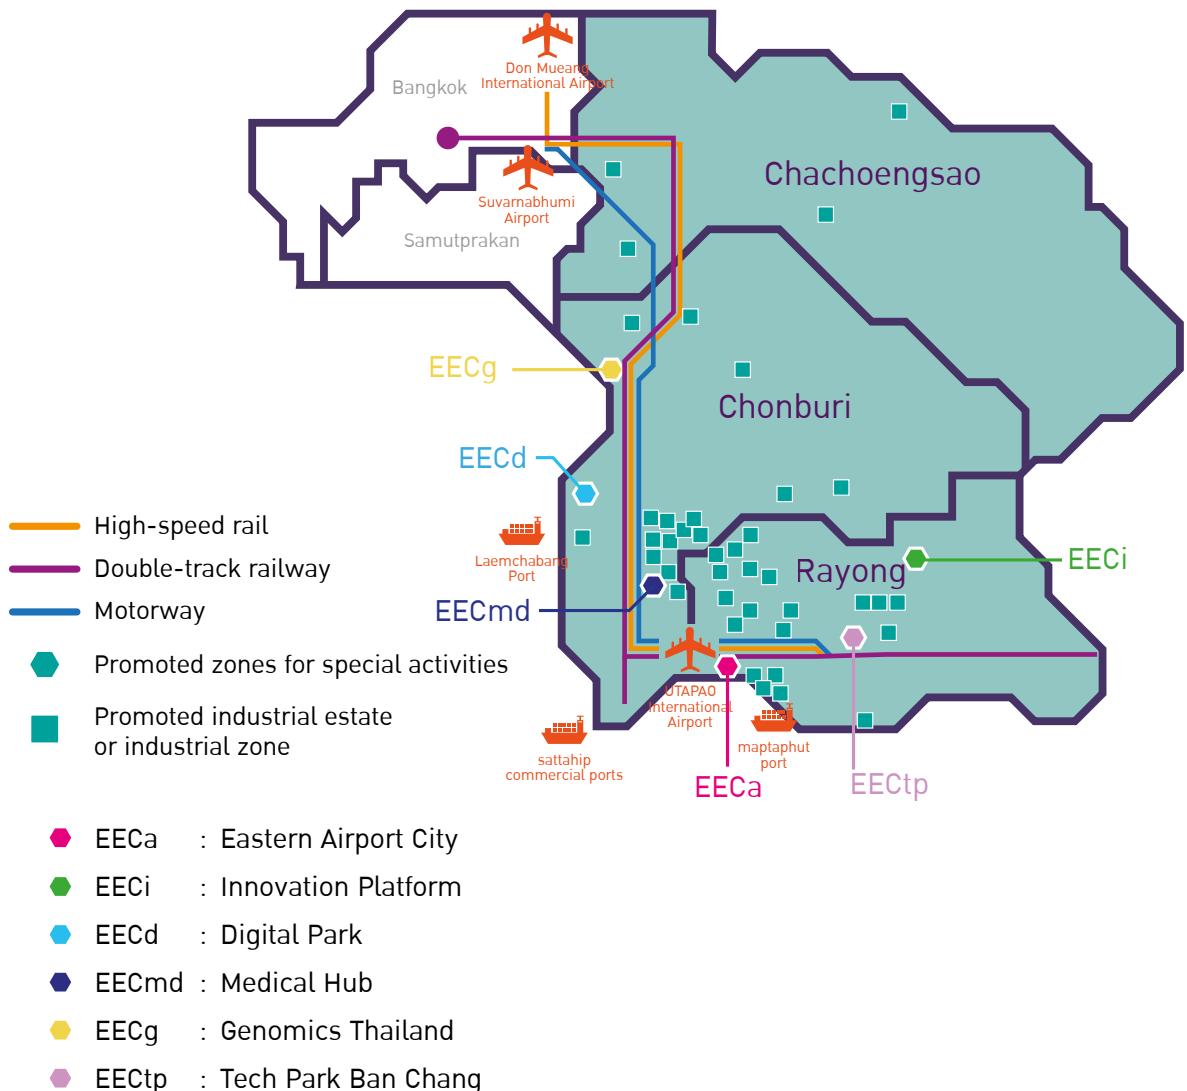 Don Mueang
International Airport
Bangkok
Chachoengsao
Suvarnabhumi
Airport
Samutprakan
EECg
Chonburi
EECd
High-speed rail
Laemchabang
Port
Double-track railway
Rayong
EECi
Motorway
EECmd
Promoted zones for special activities
UTAPAO
International
Airport
Promoted industrial estate
or industrial zone
maptaphut
port
sattahip
commercial ports
EECa
EECtp
EECa : Eastern Airport City
EECi : Innovation Platform
EECd : Digital Park
EECmd : Medical Hub
EECg : Genomics Thailand
EECtp : Tech Park Ban Chang